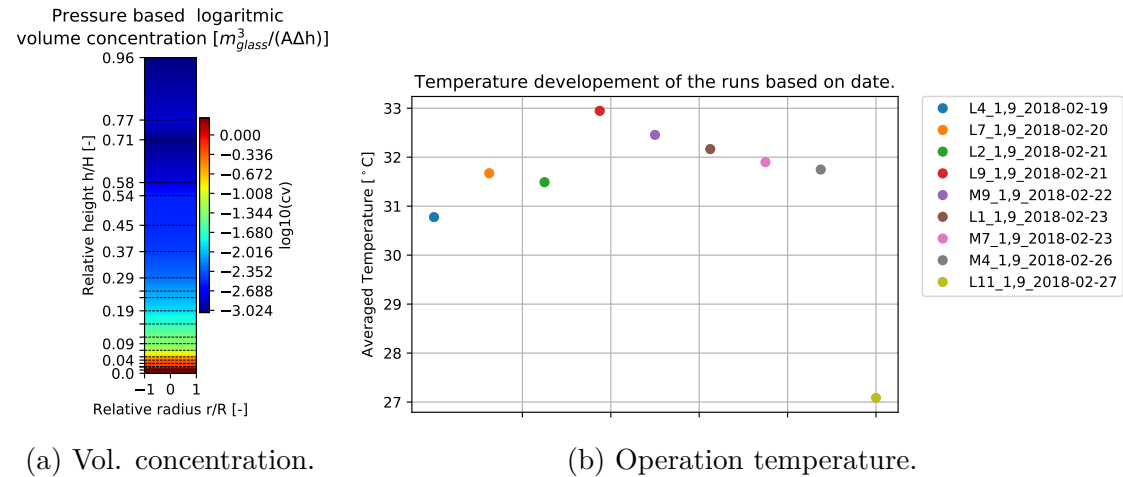 Pressure based  logaritmic
volume concentration [m³_glass/(AΔh)]
0.96
0.77
0.71
0.58
0.54
0.45
0.37
0.29
0.19
0.09
0.04
0.0
Relative height h/H [-]
−1 0 1
Relative radius r/R [-]
0.000
−0.336
−0.672
−1.008
−1.344
−1.680
−2.016
−2.352
−2.688
−3.024
log10(cv)
(a) Vol. concentration.
Temperature developement of the runs based on date.
33
32
31
30
29
28
27
Averaged Temperature [°C]
L4_1,9_2018-02-19
L7_1,9_2018-02-20
L2_1,9_2018-02-21
L9_1,9_2018-02-21
M9_1,9_2018-02-22
L1_1,9_2018-02-23
M7_1,9_2018-02-23
M4_1,9_2018-02-26
L11_1,9_2018-02-27
(b) Operation temperature.